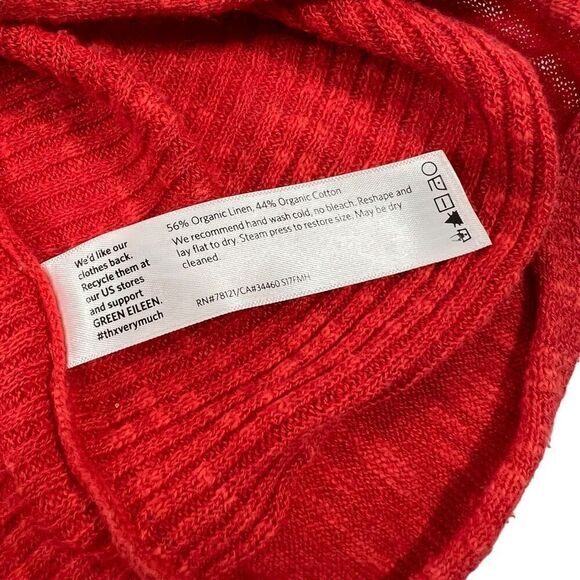 We'd like our
clothes back.
Recycle them at
our US stores
and support
GREEN EILEEN.
#thxverymuch
56% Organic Linen, 44% Organic Cotton
We recommend hand wash cold, no bleach. Reshape and
lay flat to dry. Steam press to restore size. May be dry
cleaned.
RN#78121/CA#34460 S17FMH